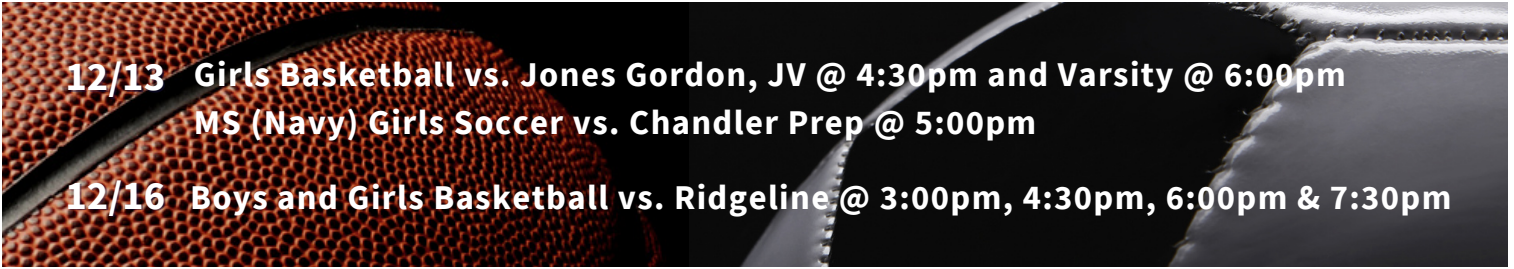 12/13 Girls Basketball vs. Jones Gordon, JV @ 4:30pm and Varsity @ 6:00pm
MS (Navy) Girls Soccer vs. Chandler Prep @ 5:00pm
12/16 Boys and Girls Basketball vs. Ridgeline @ 3:00pm, 4:30pm, 6:00pm & 7:30pm